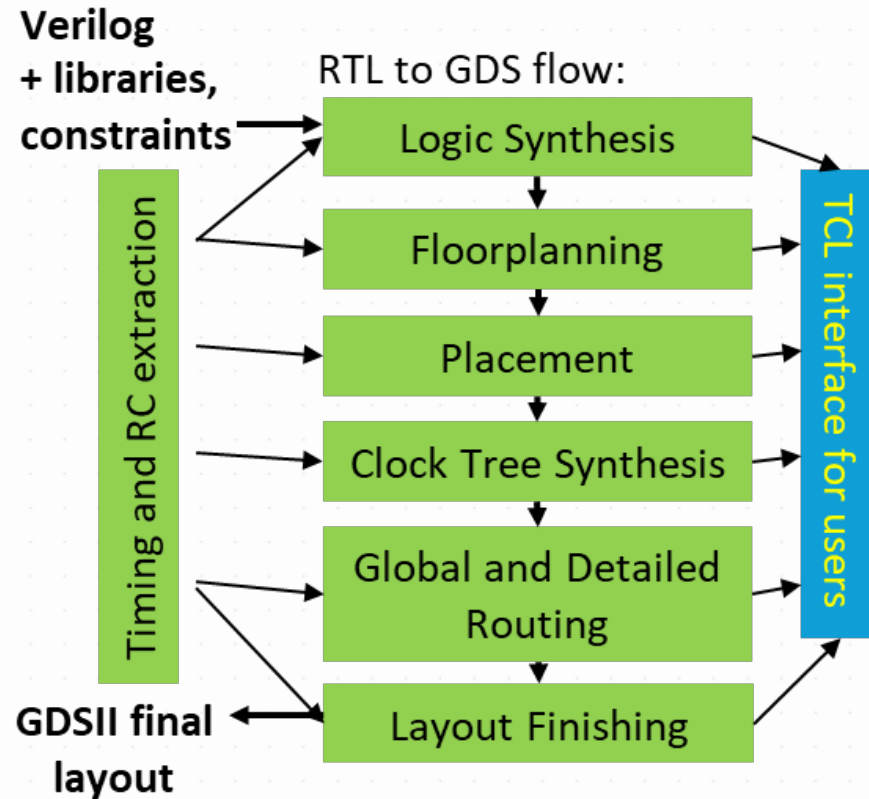 Verilog
+ libraries,
constraints
RTL to GDS flow:
Logic Synthesis
Floorplanning
Placement
Clock Tree Synthesis
Global and Detailed
Routing
Layout Finishing
Timing and RC extraction
TCL interface for users
GDSII final
layout